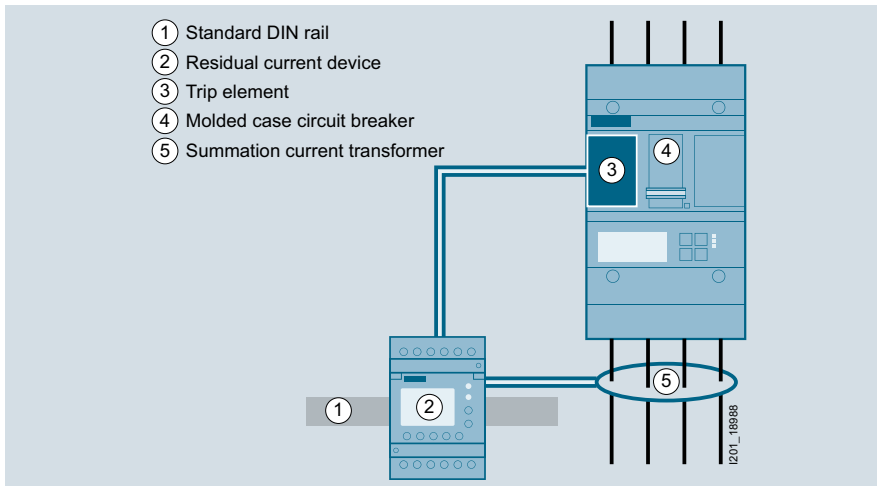 1 Standard DIN rail
2 Residual current device
3 Trip element
4 Molded case circuit breaker
5 Summation current transformer
3
4
5
1
2
I201_18988